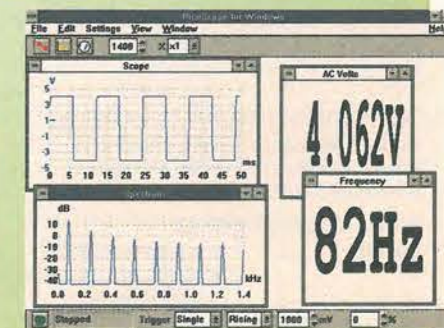 PicoScope for Windows
File Edit Settings View Window Help
1408 X x1
Scope
V
5
3
1
-1
-3
-5
0 5 10 15 20 25 30 35 40 45 50
ms
AC Volts
4.062V
Spectrum
dB
10
0
-10
-20
-30
-40
kHz
0.0 0.2 0.4 0.6 0.8 1.0 1.2 1.4
Frequency
82Hz
Stopped Trigger Single Rising 1000 mV 0 %